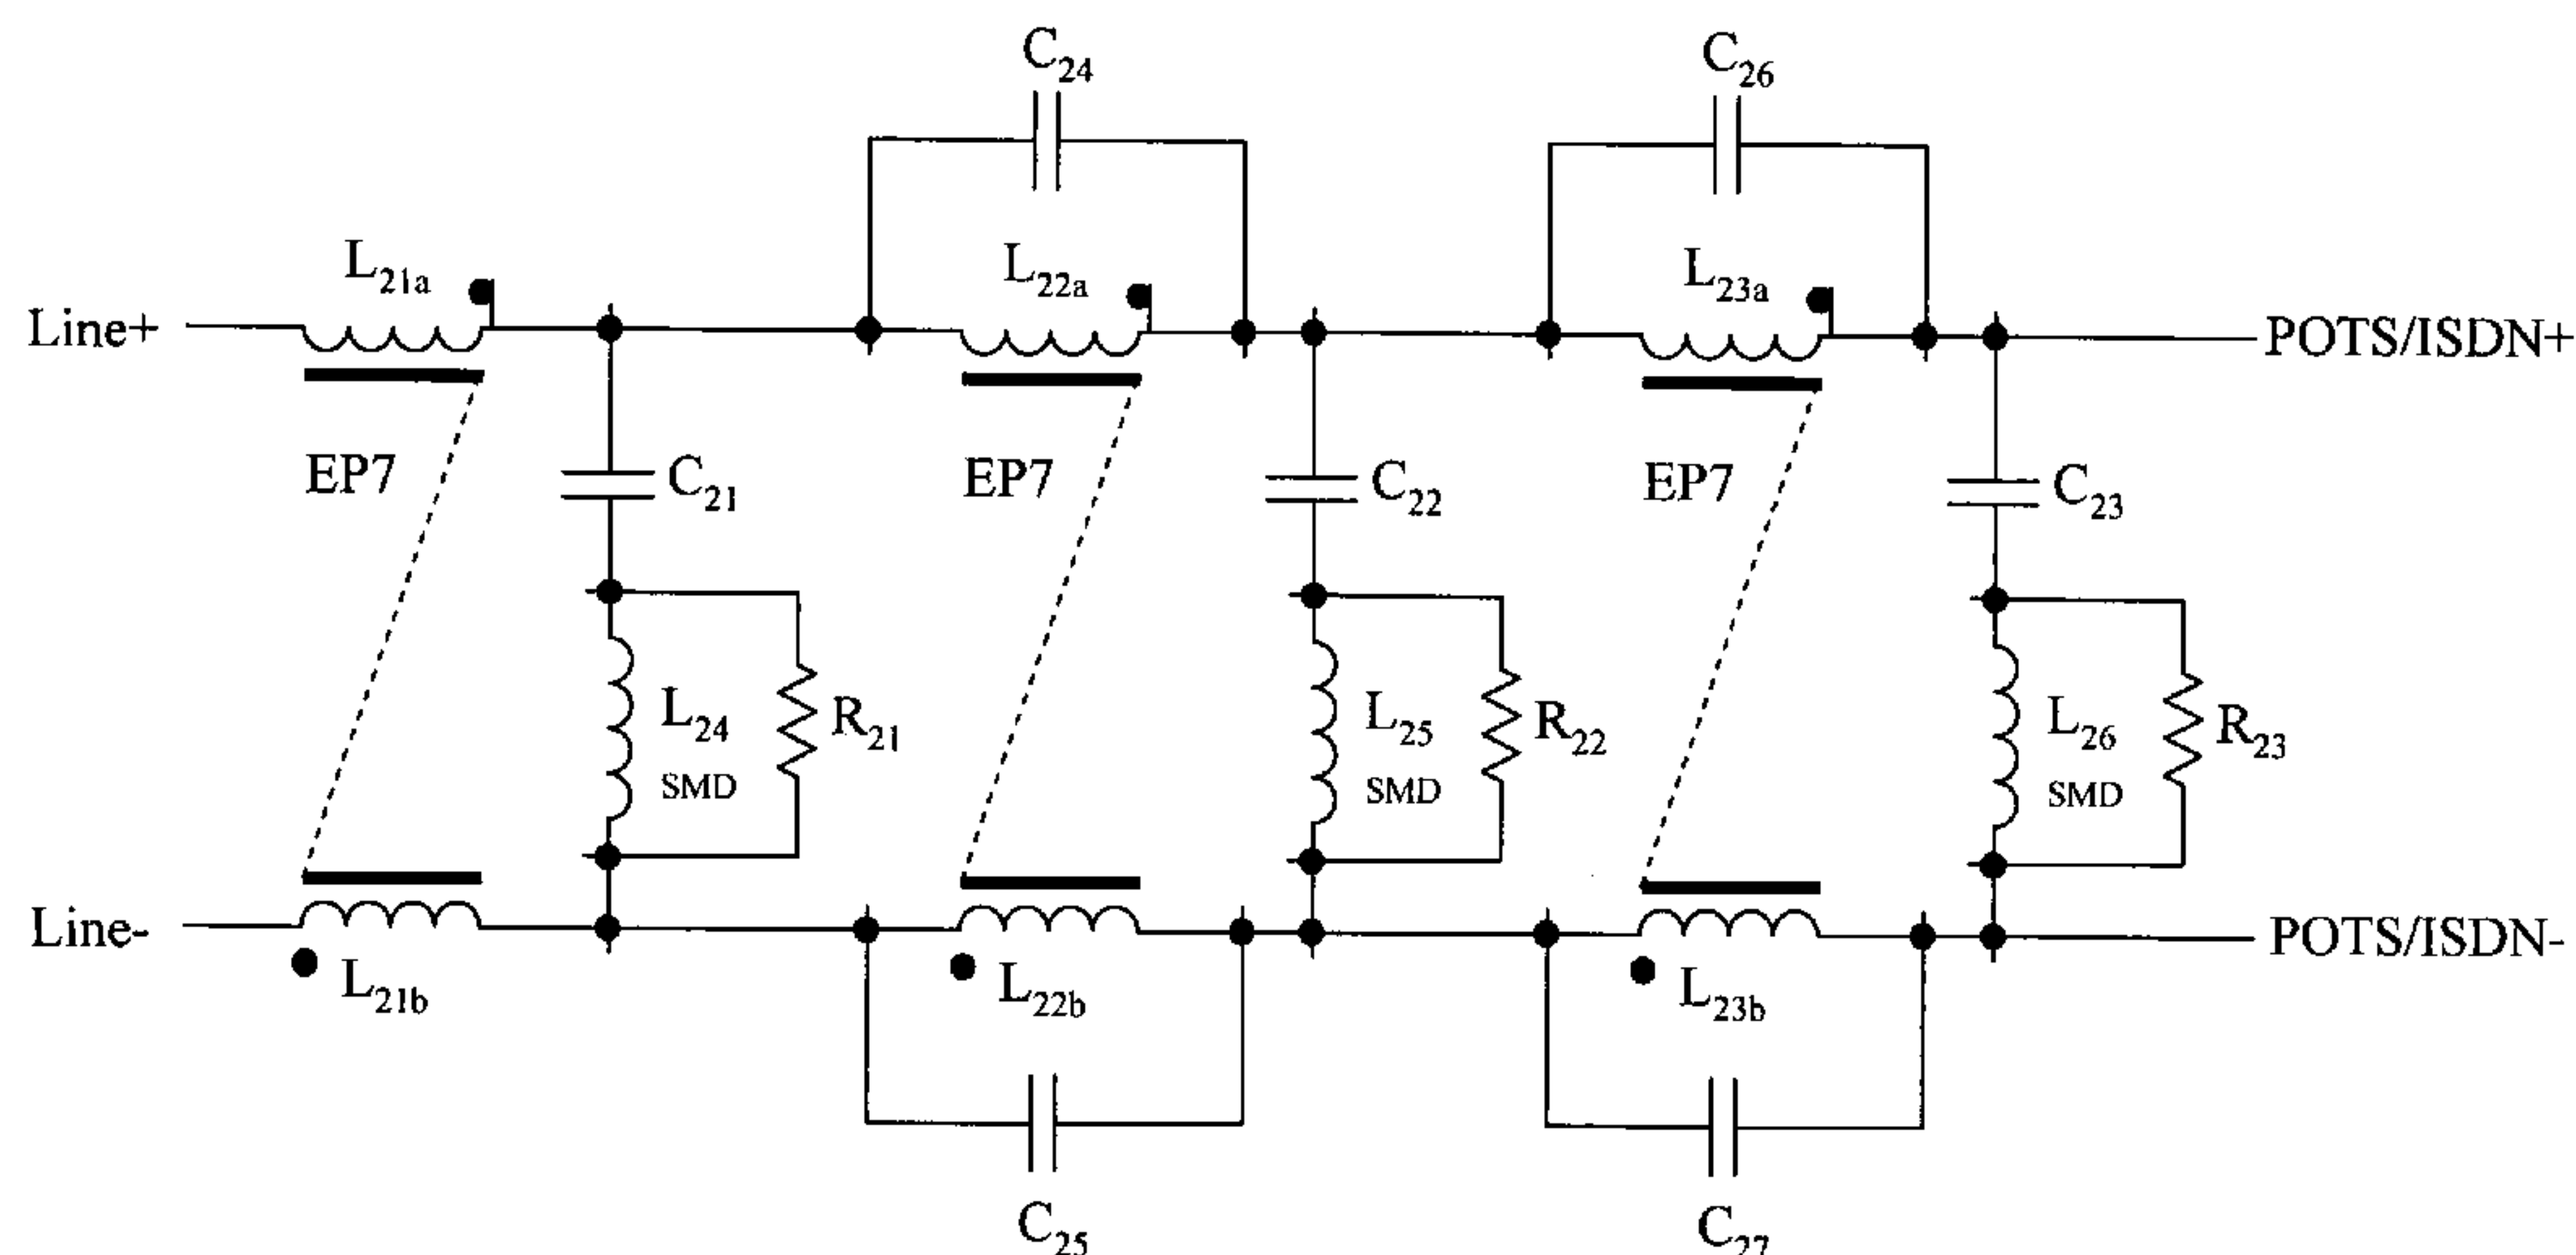 C24
C26
L21a
L22a
L23a
Line+
POTS/ISDN+
EP7
C21
EP7
C22
EP7
C23
L24
SMD
R21
L25
SMD
R22
L26
SMD
R23
Line-
L21b
L22b
L23b
POTS/ISDN-
C25
C27